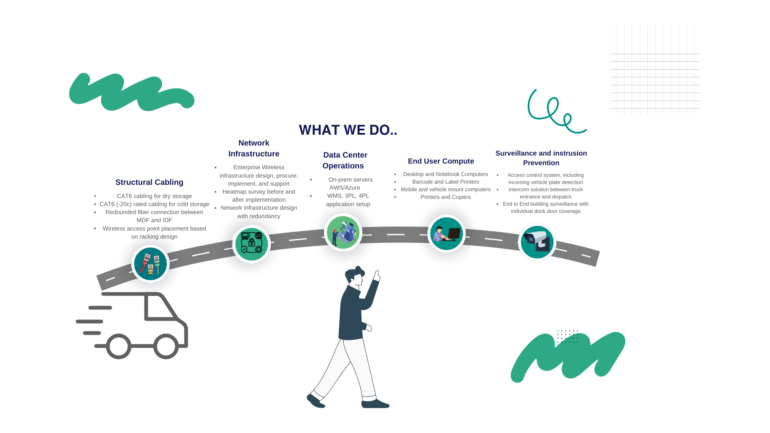 WHAT WE DO..
Structural Cabling
• CAT6 cabling for dry storage
• CAT6 (-20c) rated cabling for cold storage
• Redounded fiber connection between
MDF and IDF
• Wireless access point placement based
on racking design
Network
Infrastructure
• Enterprise Wireless
infrastructure design, procure,
implement, and support
• Heatmap survey before and
after implementation
• Network infrastructure design
with redundancy
Data Center
Operations
• On-prem servers
• AWS/Azure
• WMS, 3PL, 4PL
application setup
End User Compute
• Desktop and Notebook Computers
• Barcode and Label Printers
• Mobile and vehicle mount computers
• Printers and Copiers
Surveillance and instrusion
Prevention
• Access control system, including
incoming vehicle plate detection
• Intercom solution between truck
entrance and dispatch
• End to End building surveillance with
individual dock door coverage